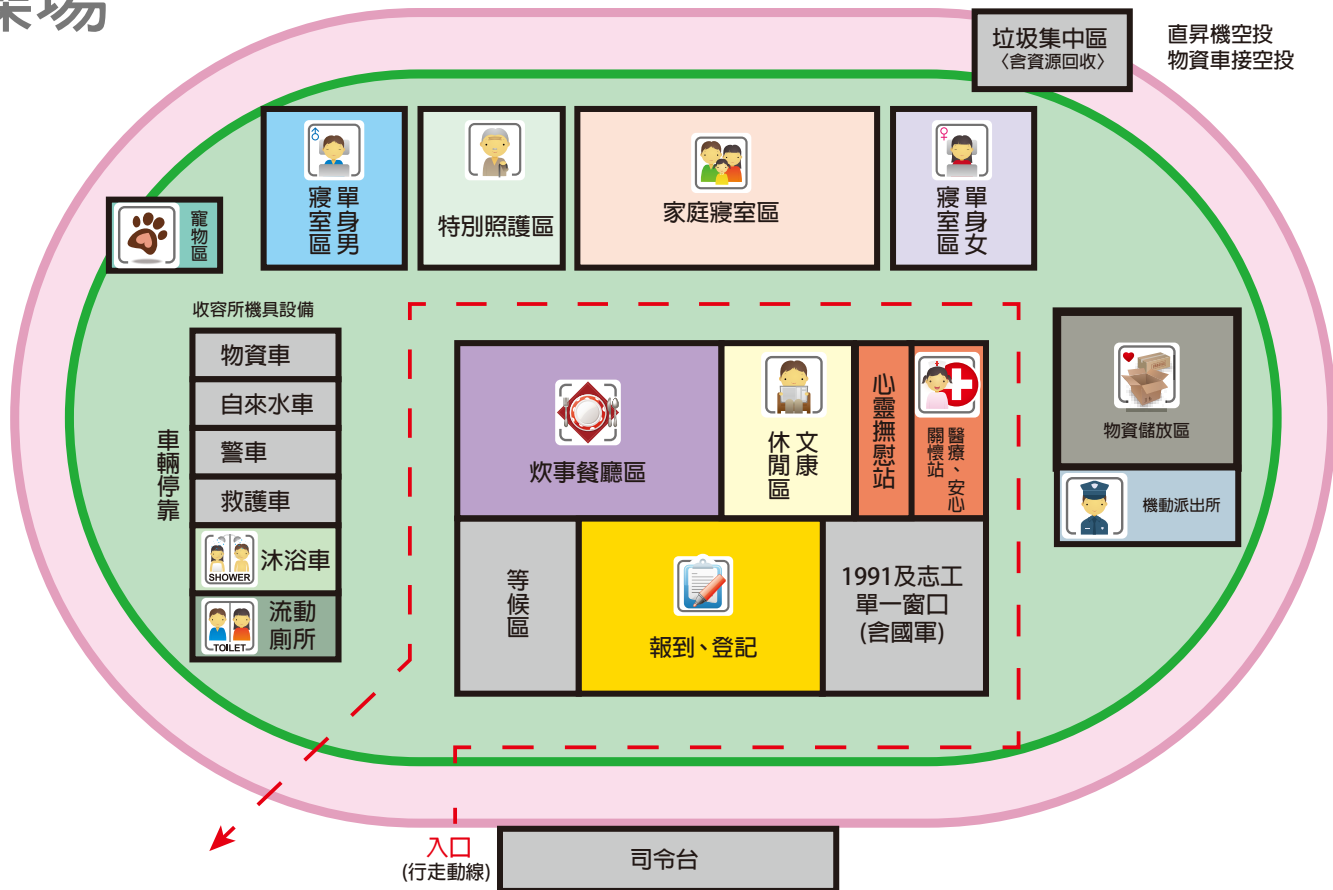 操場
垃圾集中區
〈含資源回收〉
直昇機空投
物資車接空投
單身男
寢室區
特別照護區
家庭寢室區
單身女
寢室區
寵物區
收容所機具設備
車輛停靠
物資車
自來水車
警車
救護車
SHOWER
沐浴車
TOILET
流動
廁所
炊事餐廳區
文康
休閒區
心靈撫慰站
醫療、安心
關懷站
等候區
報到、登記
1991及志工
單一窗口
(含國軍)
物資儲放區
機動派出所
入口
(行走動線)
司令台